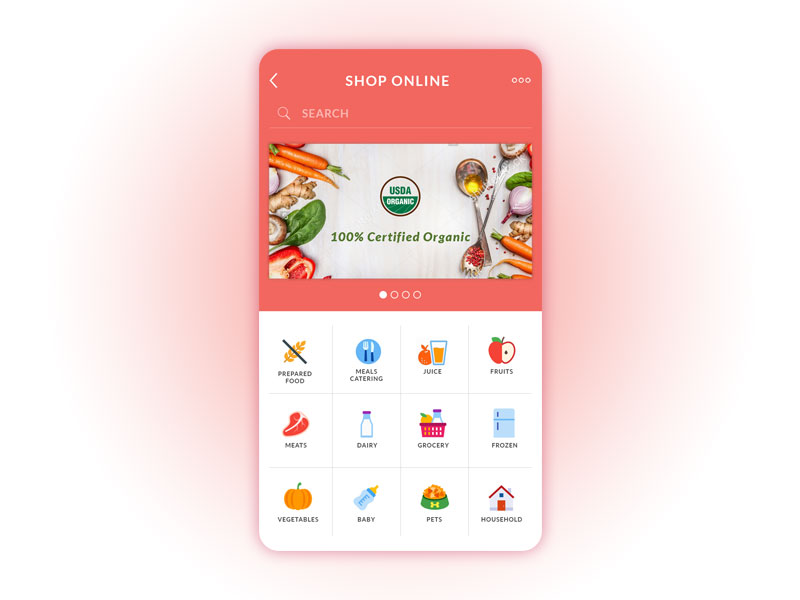 SHOP ONLINE
SEARCH
USDA
ORGANIC
100% Certified Organic
PREPARED
FOOD
MEALS
CATERING
JUICE
FRUITS
MEATS
DAIRY
GROCERY
FROZEN
VEGETABLES
BABY
PETS
HOUSEHOLD